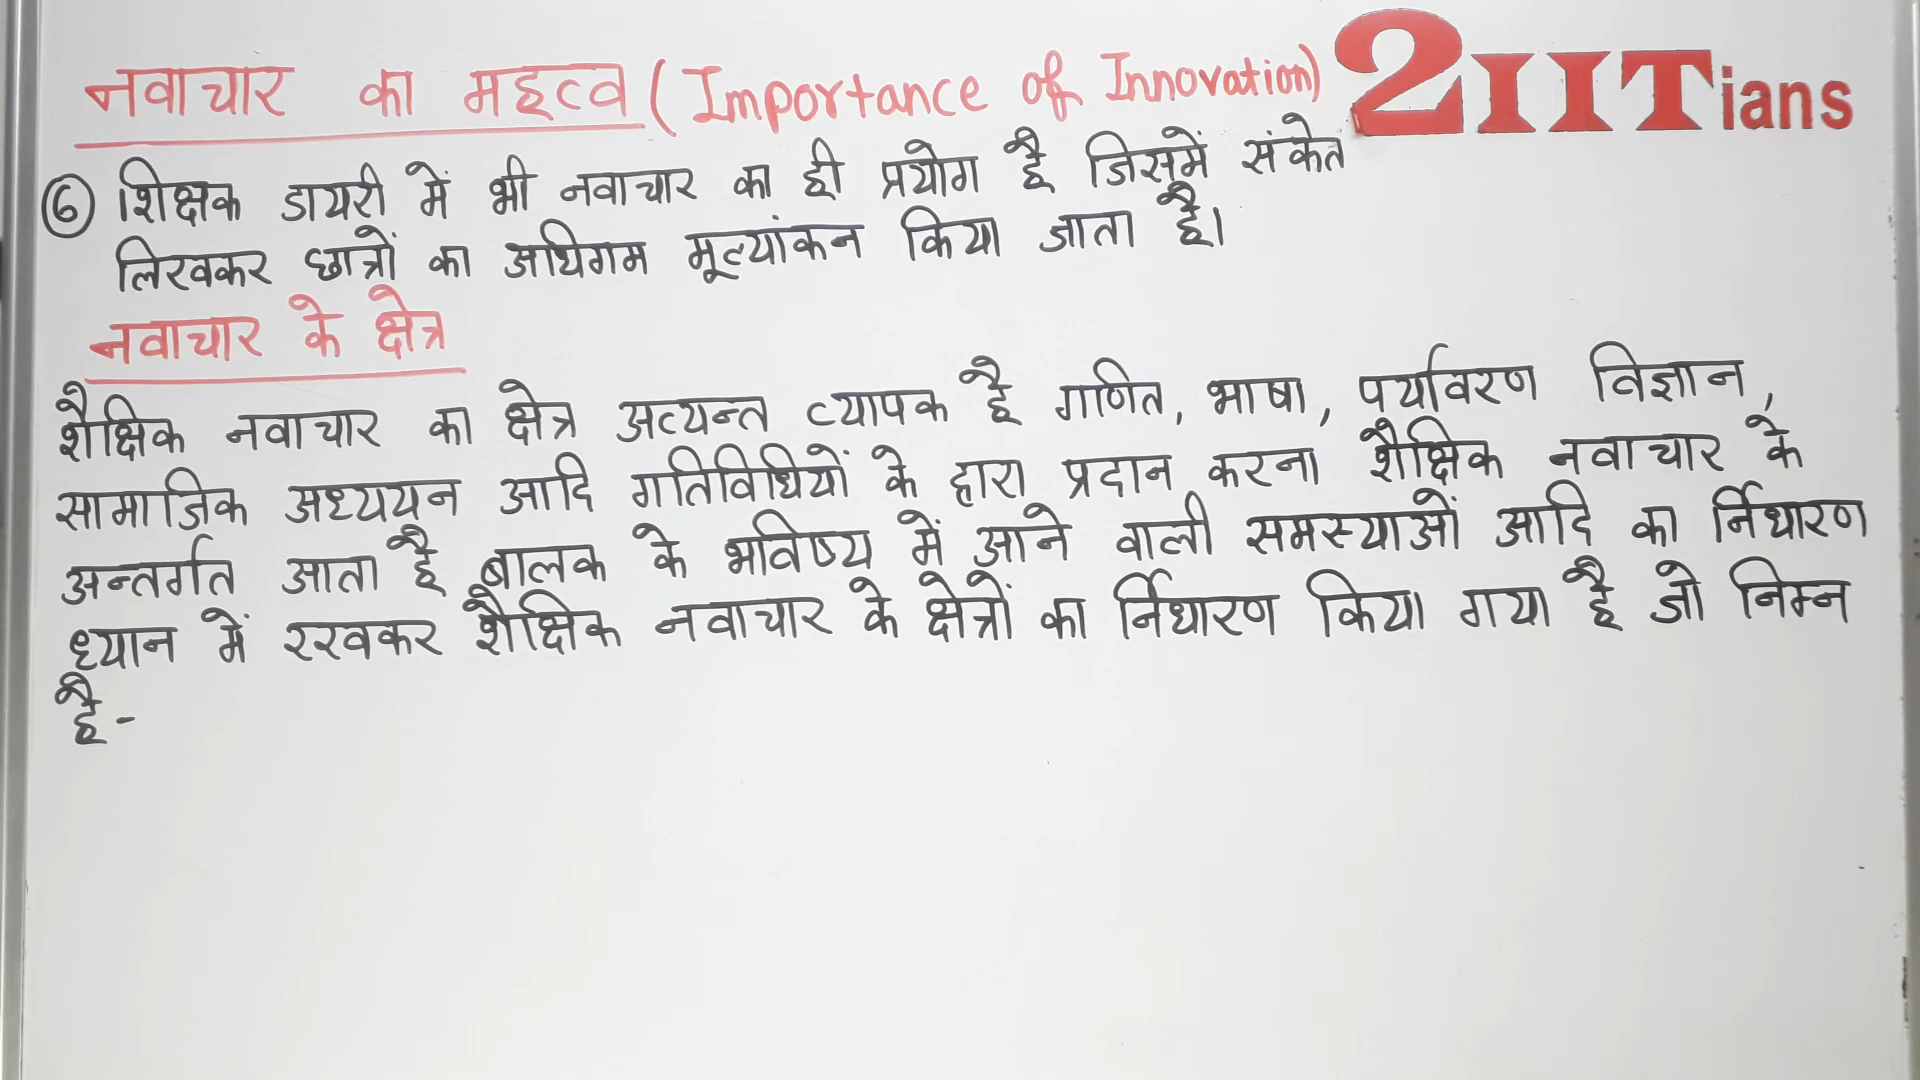 नवाचार का महत्व (Importance of Innovation)
2IITians
⑥ शिक्षक डायरी में भी नवाचार का ही प्रयोग है जिसमें संकेत
लिखकर छात्रों का अधिगम मूल्यांकन किया जाता है।
नवाचार के क्षेत्र
शैक्षिक नवाचार का क्षेत्र अत्यन्त व्यापक है गणित, भाषा, पर्यावरण विज्ञान,
सामाजिक अध्ययन आदि गतिविधियों के द्वारा प्रदान करना शैक्षिक नवाचार के
अन्तर्गत आता है बालक के भविष्य में आने वाली समस्याओं आदि का र्निधारण
ध्यान में रखकर शैक्षिक नवाचार के क्षेत्रों का र्निधारण किया गया है जो निम्न
है-